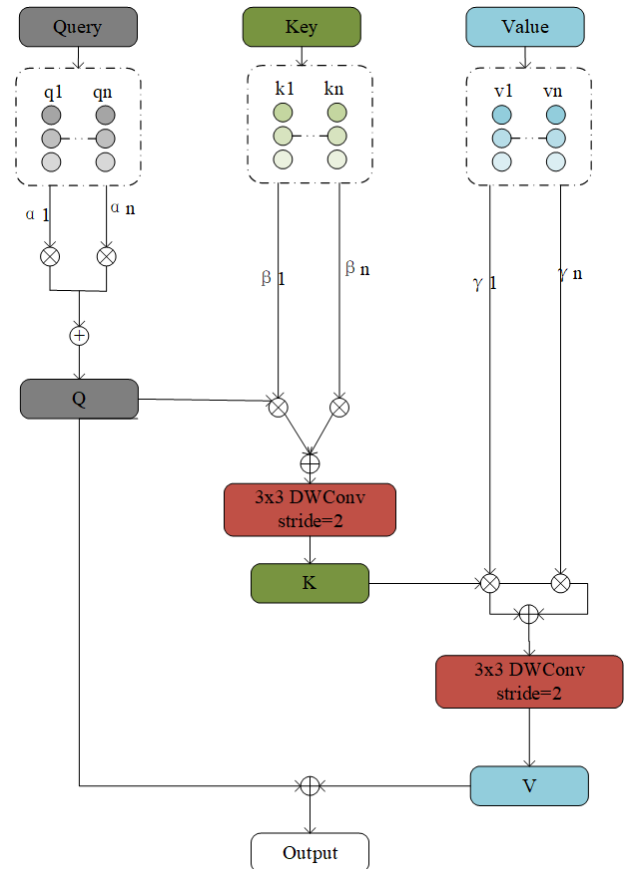 Query
Key
Value
q1 qn
k1 kn
v1 vn
α 1
α n
β 1
β n
γ 1
γ n
Q
3x3 DWConv
stride=2
K
3x3 DWConv
stride=2
V
Output